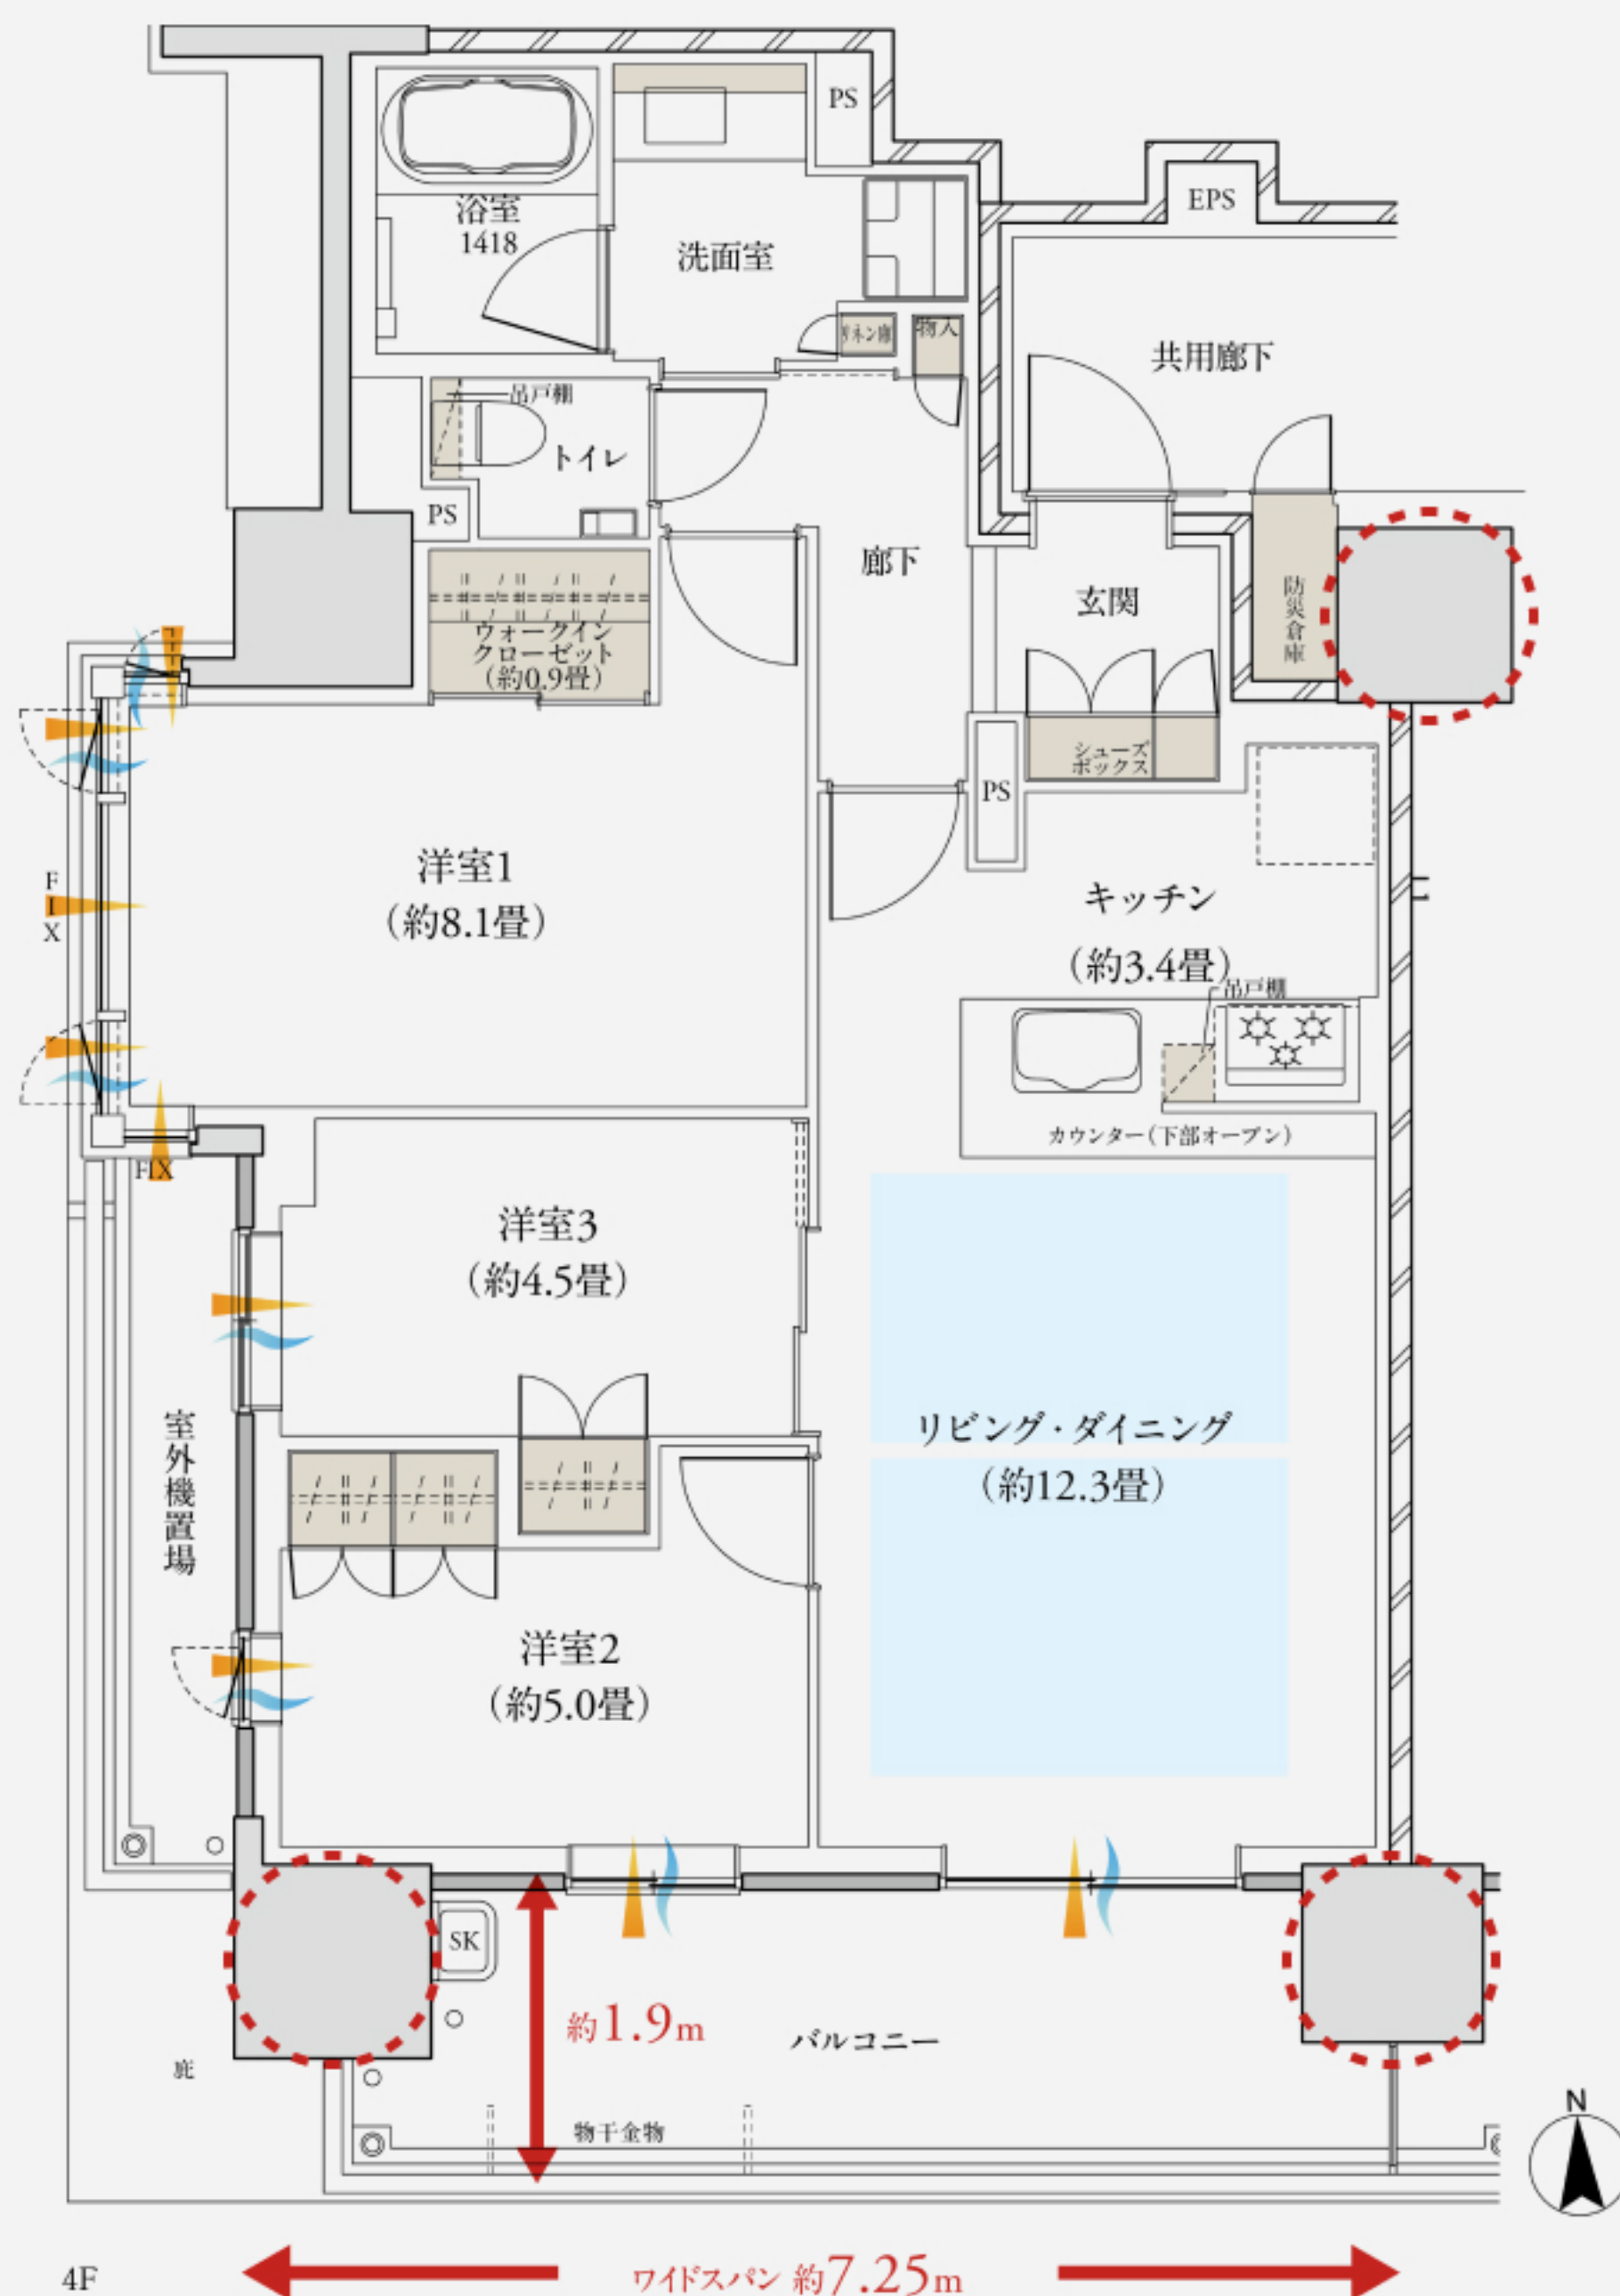 PS
EPS
浴室
1418
洗面室
リネン庫
物入
共用廊下
吊戸棚
トイレ
PS
廊下
玄関
防災倉庫
ウォークイン
クローゼット
(約0.9畳)
シューズ
ボックス
PS
洋室1
(約8.1畳)
FIX
キッチン
(約3.4畳)
吊戸棚
カウンター(下部オープン)
FIX
洋室3
(約4.5畳)
室外機置場
リビング・ダイニング
(約12.3畳)
洋室2
(約5.0畳)
SK
約1.9m
バルコニー
庇
物干金物
N
4F
ワイドスパン 約7.25m